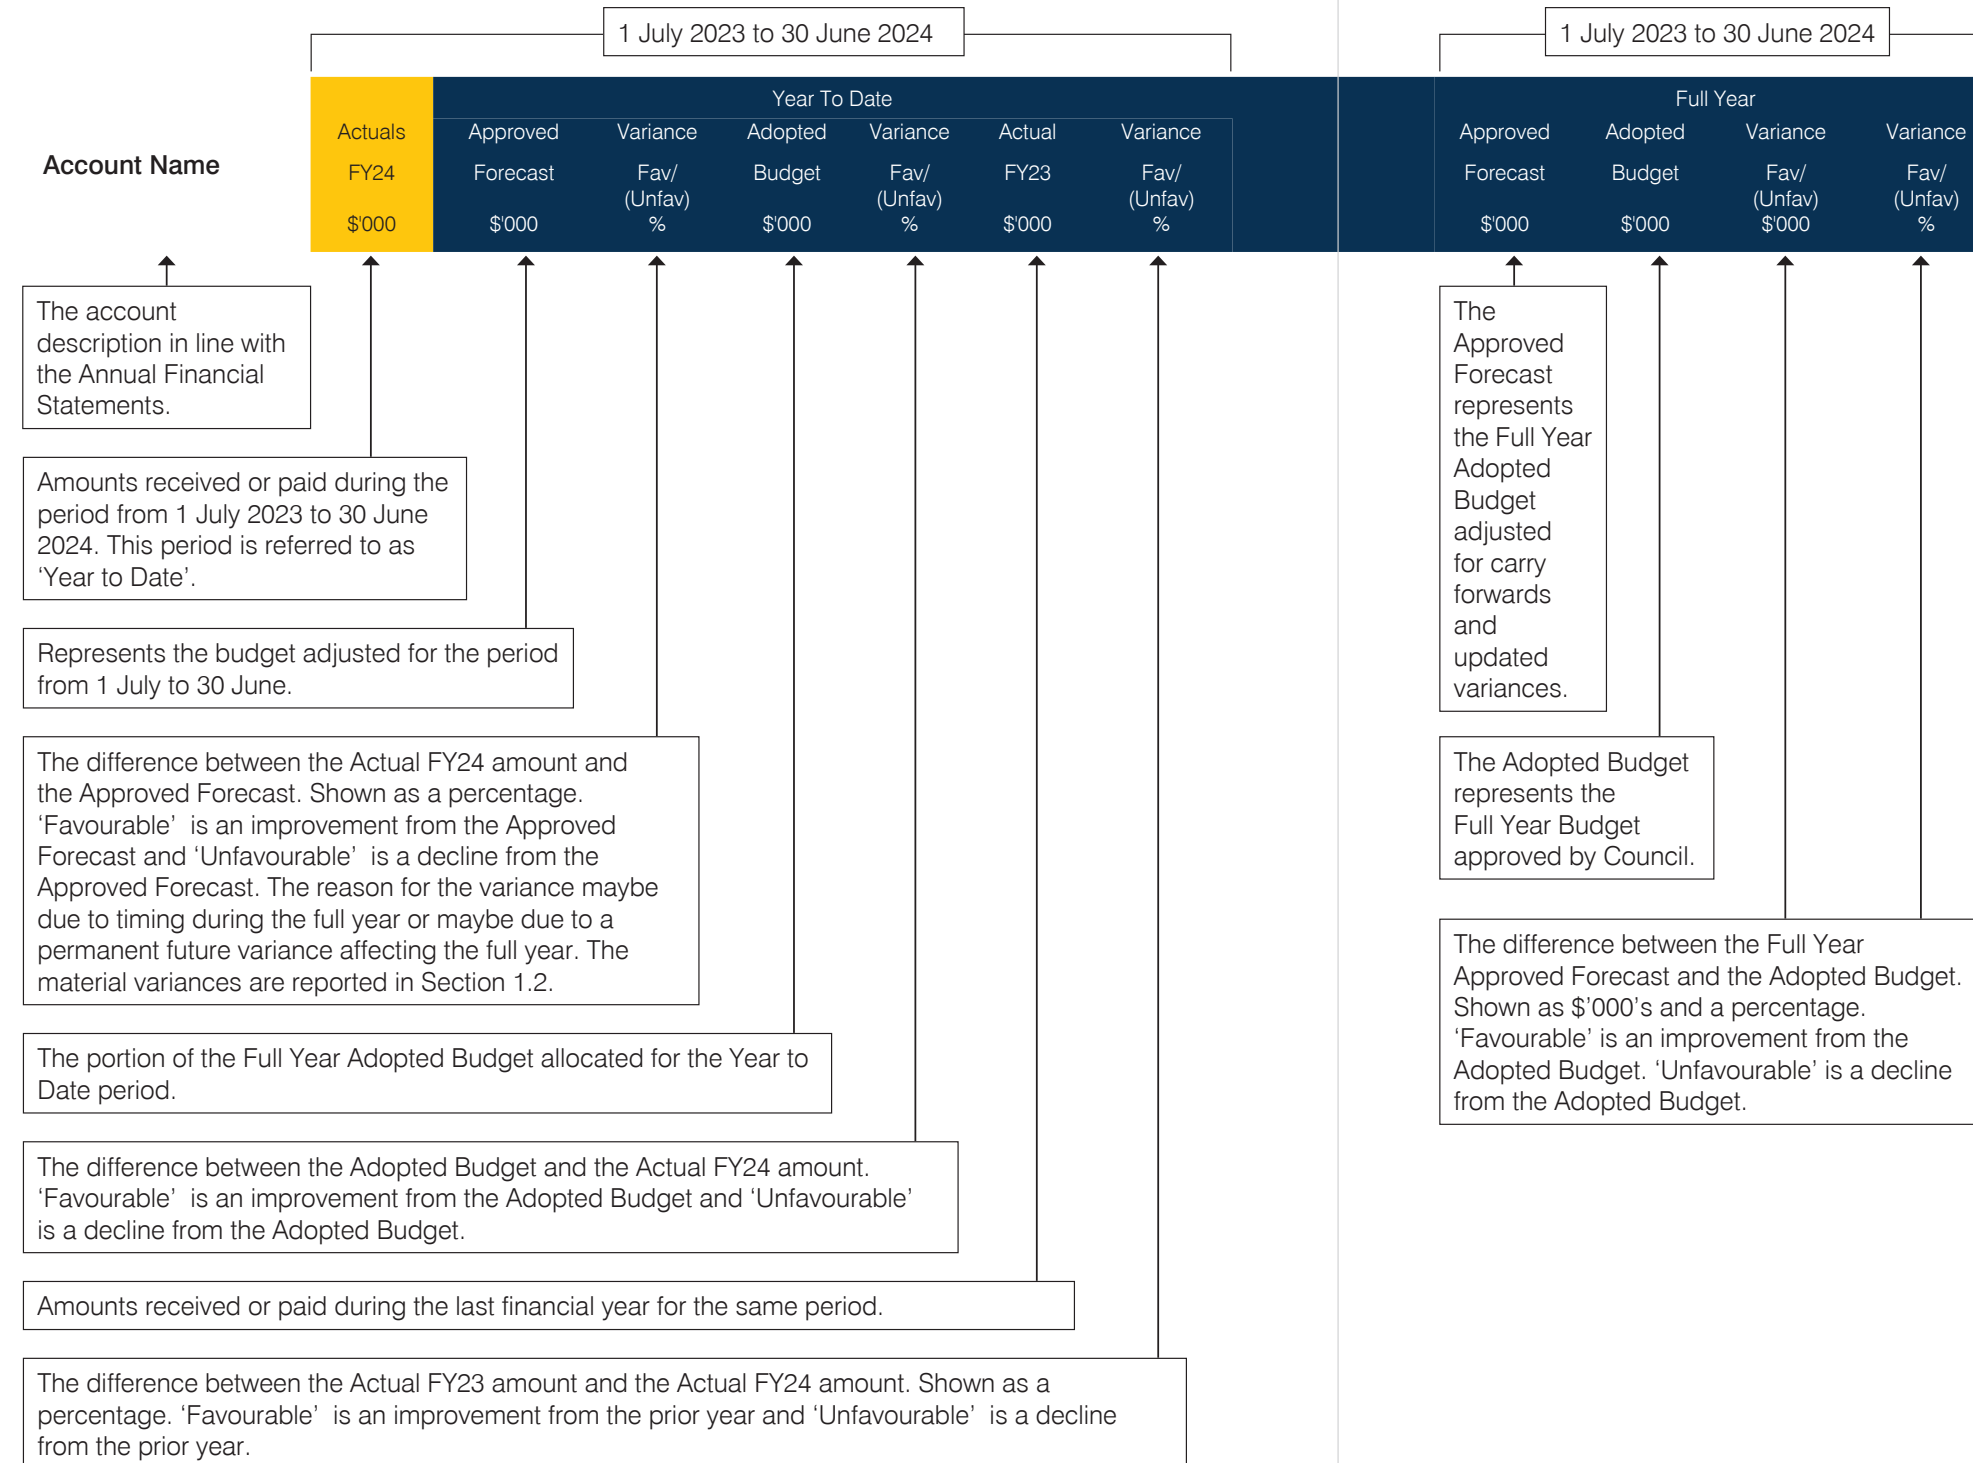 1 July 2023 to 30 June 2024
1 July 2023 to 30 June 2024
Year To Date
Full Year
Account Name
Actuals
FY24
$'000
Approved
Forecast
$'000
Variance
Fav/
(Unfav)
%
Adopted
Budget
$'000
Variance
Fav/
(Unfav)
%
Actual
FY23
$'000
Variance
Fav/
(Unfav)
%
Approved
Forecast
$'000
Adopted
Budget
$'000
Variance
Fav/
(Unfav)
$'000
Variance
Fav/
(Unfav)
%
The account
description in line with
the Annual Financial
Statements.
Amounts received or paid during the
period from 1 July 2023 to 30 June
2024. This period is referred to as
‘Year to Date’.
Represents the budget adjusted for the period
from 1 July to 30 June.
The difference between the Actual FY24 amount and
the Approved Forecast. Shown as a percentage.
‘Favourable’ is an improvement from the Approved
Forecast and ‘Unfavourable’ is a decline from the
Approved Forecast. The reason for the variance maybe
due to timing during the full year or maybe due to a
permanent future variance affecting the full year. The
material variances are reported in Section 1.2.
The portion of the Full Year Adopted Budget allocated for the Year to
Date period.
The difference between the Adopted Budget and the Actual FY24 amount.
‘Favourable’ is an improvement from the Adopted Budget and ‘Unfavourable’
is a decline from the Adopted Budget.
Amounts received or paid during the last financial year for the same period.
The difference between the Actual FY23 amount and the Actual FY24 amount. Shown as a
percentage. ‘Favourable’ is an improvement from the prior year and ‘Unfavourable’ is a decline
from the prior year.
The
Approved
Forecast
represents
the Full Year
Adopted
Budget
adjusted
for carry
forwards
and
updated
variances.
The Adopted Budget
represents the
Full Year Budget
approved by Council.
The difference between the Full Year
Approved Forecast and the Adopted Budget.
Shown as $’000’s and a percentage.
‘Favourable’ is an improvement from the
Adopted Budget. ‘Unfavourable’ is a decline
from the Adopted Budget.